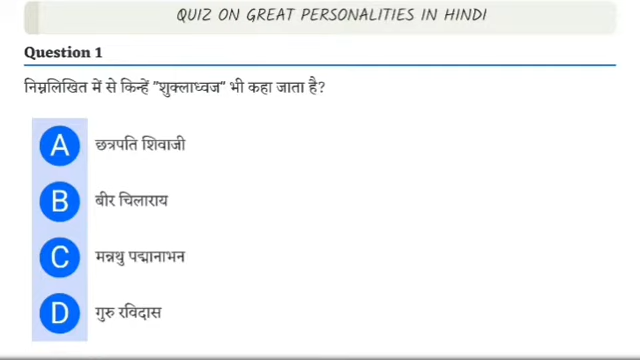 QUIZ ON GREAT PERSONALITIES IN HINDI
Question 1
निम्नलिखित में से किन्हें "शुक्लाध्वज" भी कहा जाता है?
A छत्रपति शिवाजी
B बीर चिलाराय
C मन्नथु पद्मानाभन
D गुरु रविदास